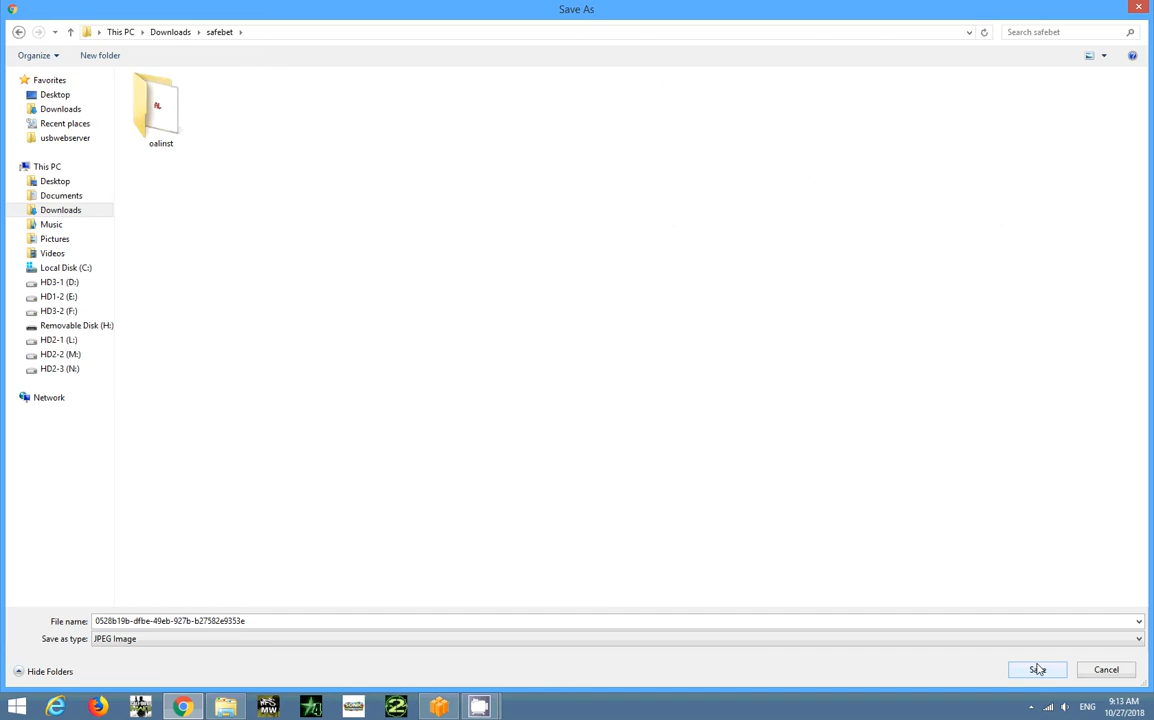 Save As
This PC
Downloads
safebet
Search safebet
Organize
New folder
Favorites
Desktop
Downloads
Recent places
usbwebserver
This PC
Desktop
Documents
Downloads
Music
Pictures
Videos
Local Disk (C:)
HD3-1 (D:)
HD1-2 (E:)
HD3-2 (F:)
Removable Disk (H:)
HD2-1 (L:)
HD2-2 (M:)
HD2-3 (N:)
Network
AL
oalinst
File name: 0528b19b-dfbe-49eb-927b-b27582e9353e
Save as type: JPEG Image
Hide Folders
Save
Cancel
ENG
9:13 AM
10/27/2018